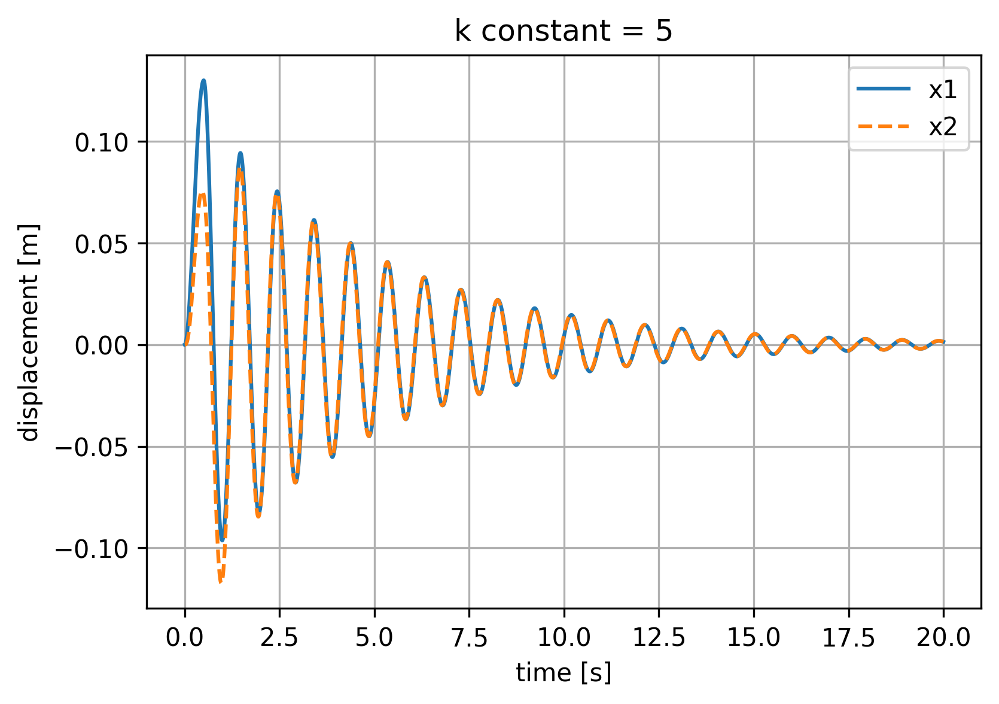 k constant = 5
x1
x2
displacement [m]
0.10
0.05
0.00
−0.05
−0.10
0.0 2.5 5.0 7.5 10.0 12.5 15.0 17.5 20.0
time [s]